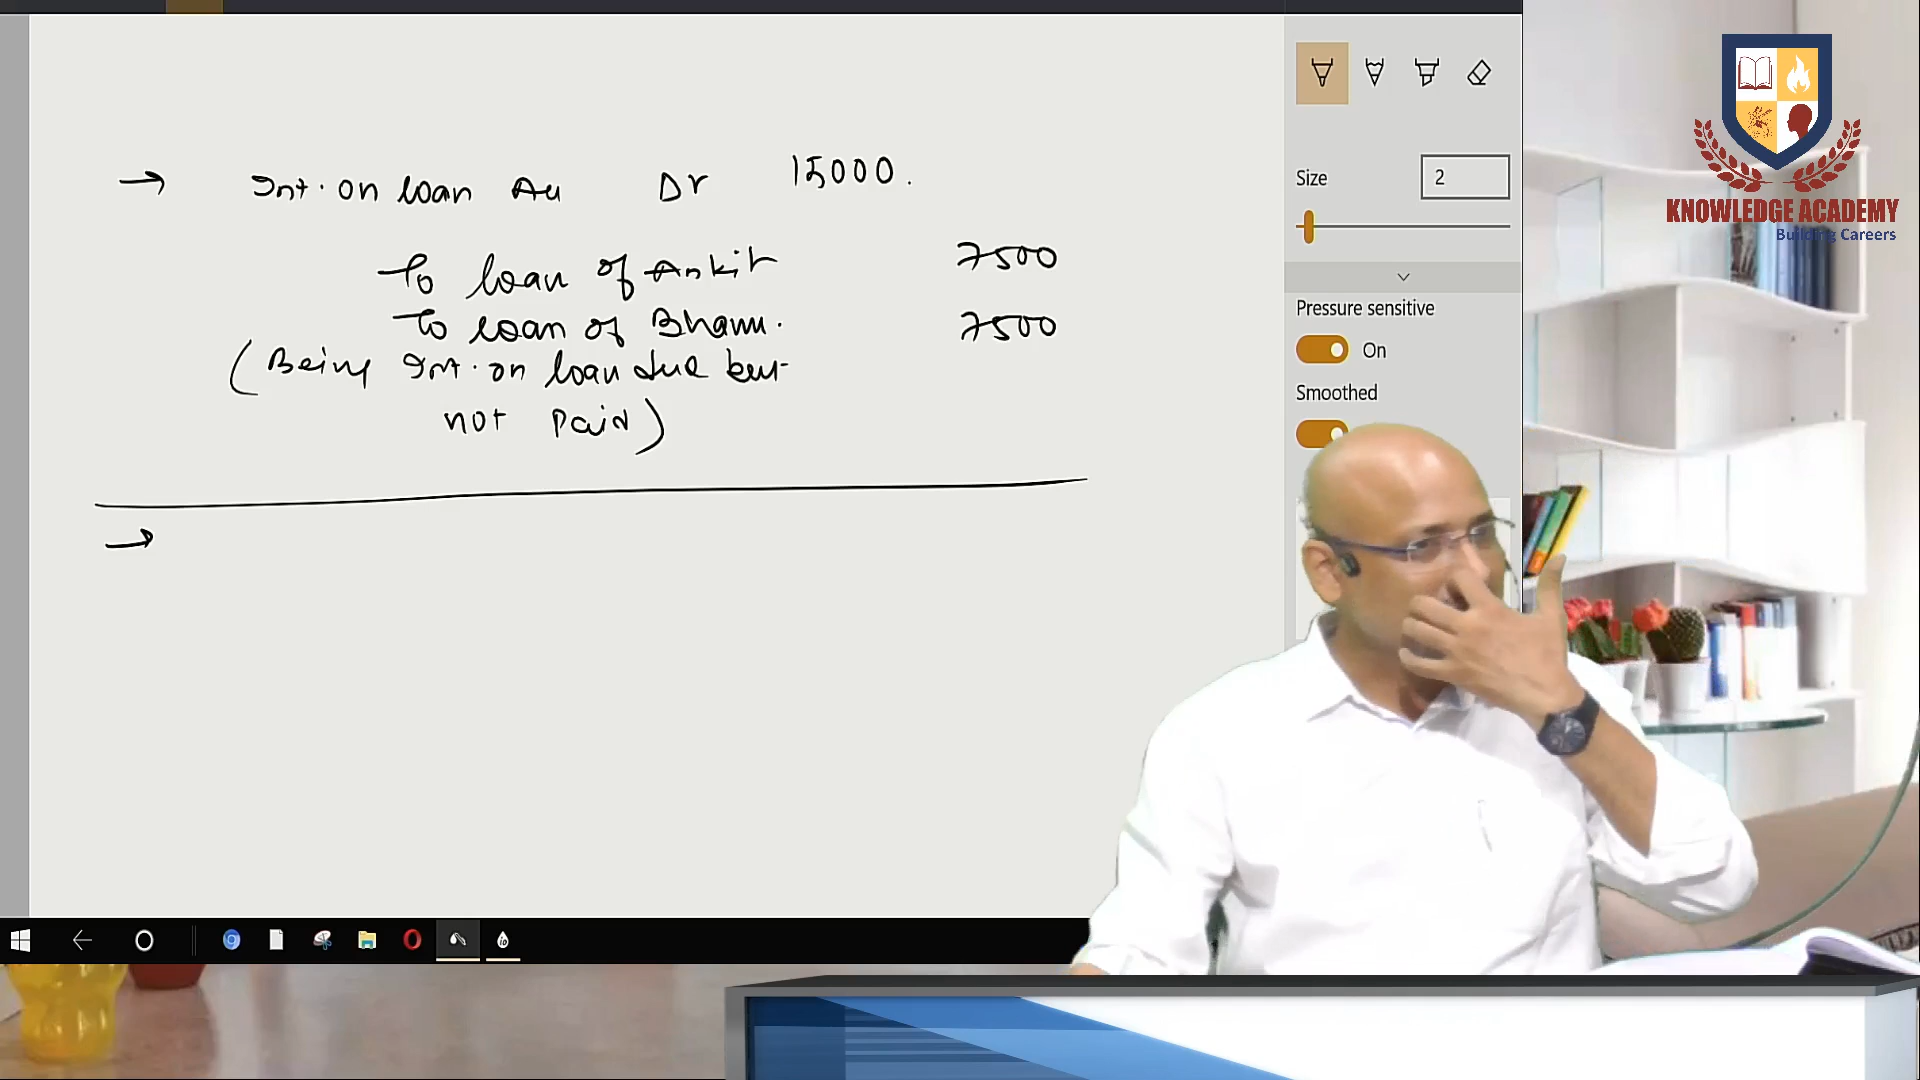 → Int. on loan A/c Dr 15000.
To loan of Ankit 7500
To loan of Bhanu. 7500
(Being Int. on loan due but
not Paid)
→
Size 2
Pressure sensitive
On
Smoothed
KNOWLEDGE ACADEMY
Building Careers